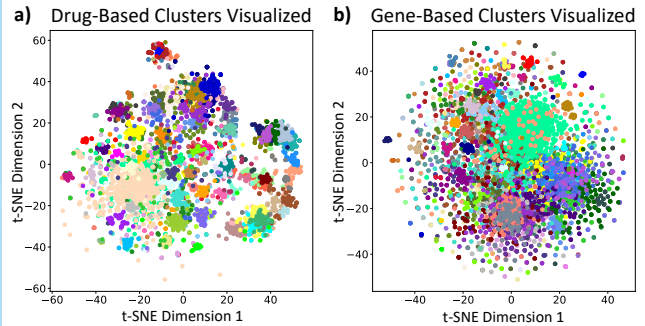 a) Drug-Based Clusters Visualized
60
40
20
0
−20
−40
−60
t-SNE Dimension 2
−60 −40 −20 0 20 40
t-SNE Dimension 1
b) Gene-Based Clusters Visualized
40
20
0
−20
−40
t-SNE Dimension 2
−40 −20 0 20 40
t-SNE Dimension 1